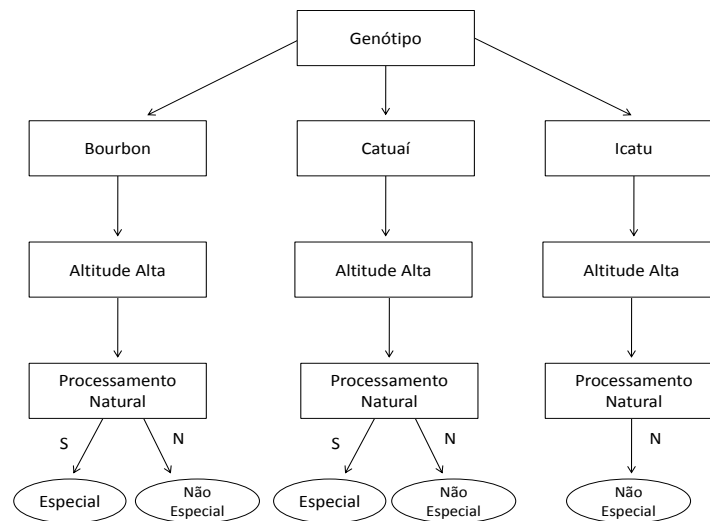 Genótipo
Bourbon
Catuaí
Icatu
Altitude Alta
Altitude Alta
Altitude Alta
Processamento
Natural
Processamento
Natural
Processamento
Natural
S
N
S
N
N
Especial
Não
Especial
Especial
Não
Especial
Não
Especial